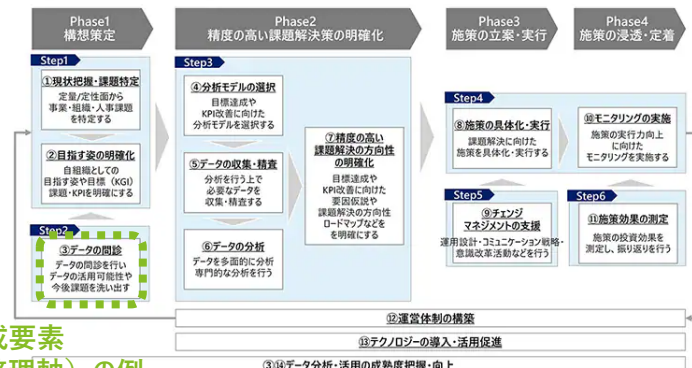 Phase1
構想策定
Phase2
精度の高い課題解決策の明確化
Phase3
施策の立案・実行
Phase4
施策の浸透・定着
Step1
①現状把握・課題特定
定量/定性面から
事業・組織・人事課題
を特定する
②目指す姿の明確化
自組織としての
目指す姿や目標（KGI）
課題・KPIを明確にする
Step2
③データの問診
データの問診を行い
データの活用可能性や
今後課題を洗い出す
Step3
④分析モデルの選択
目標達成や
KPI改善に向けた
分析モデルを選択する
⑤データの収集・精査
分析を行う上で
必要なデータを
収集・精査する
⑥データの分析
データを多面的に分析
専門的な分析を行う
⑦精度の高い
課題解決の方向性
の明確化
目標達成や
KPI改善に向けた
要因仮説や
課題解決の方向性
ロードマップなどを
を明確にする
Step4
⑧施策の具体化・実行
課題解決に向けた
施策を具体化・実行する
⑩モニタリングの実施
施策の実行力向上
に向けた
モニタリングを実施する
Step5
⑨チェンジ
マネジメントの支援
運用設計・コミュニケーション戦略・
意識改革活動などを行う
Step6
⑪施策効果の測定
施策の投資効果を
測定し、振り返りを行う
⑫運営体制の構築
⑬テクノロジーの導入・活用促進
③⑭データ分析・活用の成熟度把握・向上
成要素
の例